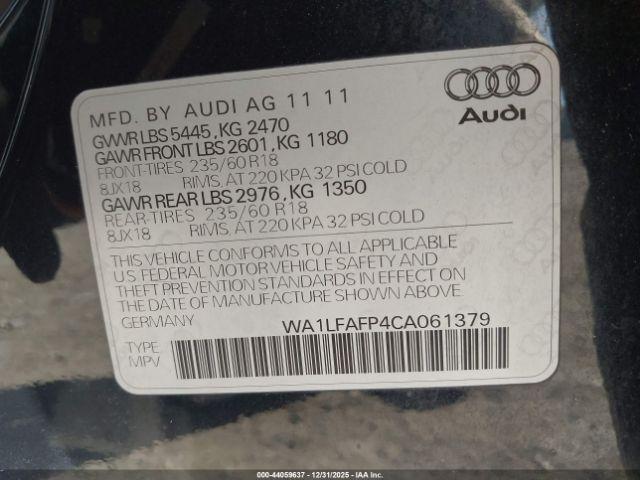 MFD. BY AUDI AG 11 11
GVWR LBS 5445, KG 2470
GAWR FRONT LBS 2601, KG 1180
FRONT-TIRES 235/60 R18
8JX18 RIMS, AT 220 KPA 32 PSI COLD
GAWR REAR LBS 2976, KG 1350
REAR-TIRES 235/60 R18
8JX18 RIMS, AT 220 KPA 32 PSI COLD
THIS VEHICLE CONFORMS TO ALL APPLICABLE
US FEDERAL MOTOR VEHICLE SAFETY AND
THEFT PREVENTION STANDARDS IN EFFECT ON
THE DATE OF MANUFACTURE SHOWN ABOVE.
GERMANY WA1LFAFP4CA061379
TYPE:
MPV
Audi
000-44059637 - 12/31/2025 - IAAI.COM